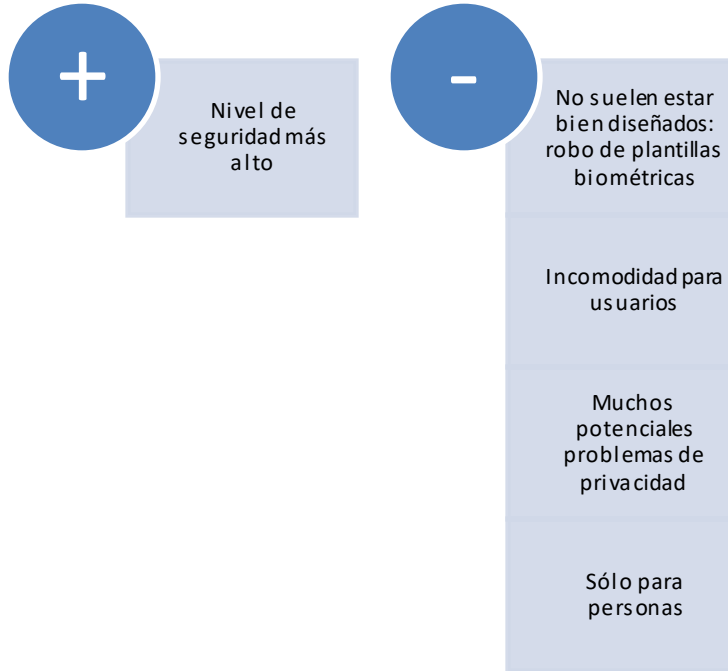 +
Nivel de
seguridad más
alto
-
No suelen estar
bien diseñados:
robo de plantillas
biométricas
Incomodidad para
usuarios
Muchos
potenciales
problemas de
privacidad
Sólo para
personas